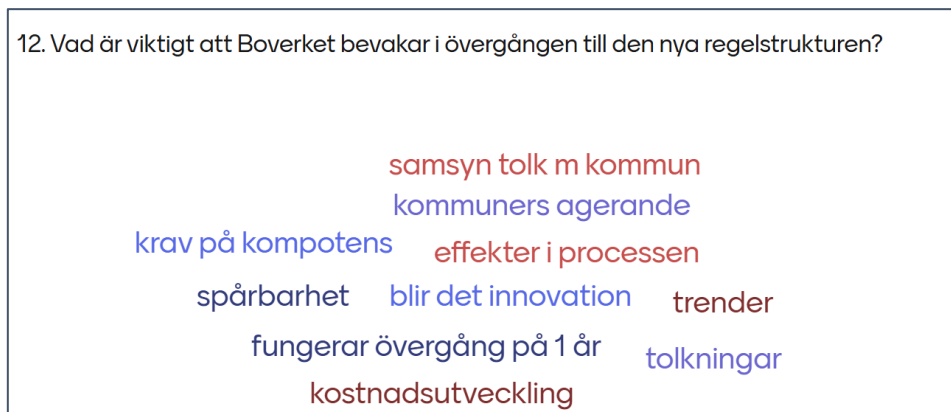 12. Vad är viktigt att Boverket bevakar i övergången till den nya regelstrukturen?
samsyn tolk m kommun
kommuners agerande
krav på kompotens
effekter i processen
spårbarhet
blir det innovation
trender
fungerar övergång på 1 år
tolkningar
kostnadsutveckling